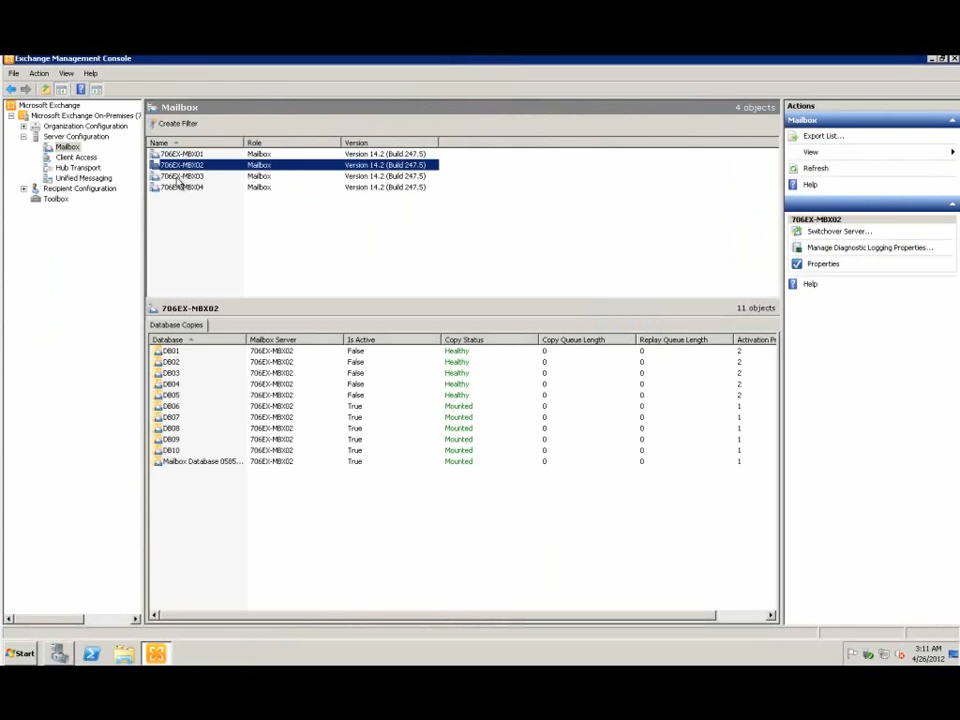 Exchange Management Console
File Action View Help
Microsoft Exchange
Microsoft Exchange On-Premises (7
Organization Configuration
Server Configuration
Mailbox
Client Access
Hub Transport
Unified Messaging
Recipient Configuration
Toolbox
Mailbox 4 objects
Create Filter
Name Role Version
706EX-MBX01 Mailbox Version 14.2 (Build 247.5)
706EX-MBX02 Mailbox Version 14.2 (Build 247.5)
706EX-MBX03 Mailbox Version 14.2 (Build 247.5)
706EX-MBX04 Mailbox Version 14.2 (Build 247.5)
706EX-MBX02 11 objects
Database Copies
Database Mailbox Server Is Active Copy Status Copy Queue Length Replay Queue Length Activation Pr
DB01 706EX-MBX02 False Healthy 0 0 2
DB02 706EX-MBX02 False Healthy 0 0 2
DB03 706EX-MBX02 False Healthy 0 0 2
DB04 706EX-MBX02 False Healthy 0 0 2
DB05 706EX-MBX02 False Healthy 0 0 2
DB06 706EX-MBX02 True Mounted 0 0 1
DB07 706EX-MBX02 True Mounted 0 0 1
DB08 706EX-MBX02 True Mounted 0 0 1
DB09 706EX-MBX02 True Mounted 0 0 1
DB10 706EX-MBX02 True Mounted 0 0 1
Mailbox Database 0585... 706EX-MBX02 True Mounted 0 0 1
Actions
Mailbox
Export List...
View
Refresh
Help
706EX-MBX02
Switchover Server...
Manage Diagnostic Logging Properties...
Properties
Help
Start
3:11 AM
4/26/2012